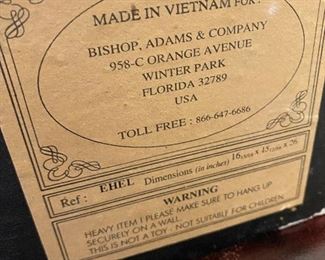 MADE IN VIETNAM FOR :
BISHOP, ADAMS & COMPANY
958-C ORANGE AVENUE
WINTER PARK
FLORIDA 32789
USA
TOLL FREE : 866-647-6686
Ref : EHEL Dimensions (in inches) x x 26
WARNING
HEAVY ITEM ! PLEASE MAKE SURE TO HANG UP
SECURELY ON A WALL.
THIS IS NOT A TOY - NOT SUITABLE FOR CHILDREN.